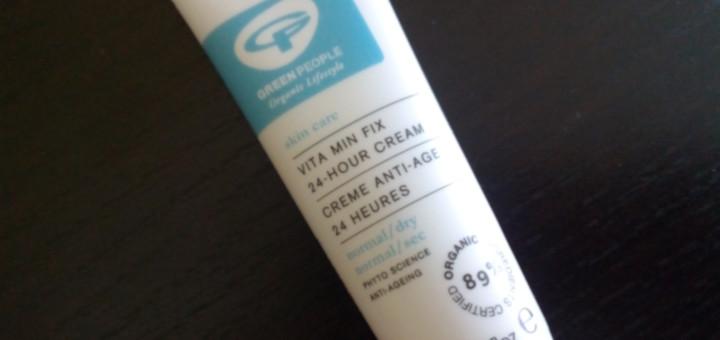 GREEN PEOPLE
Organic Lifestyle
skin care
VITA MIN FIX
24-HOUR CREAM
CREME ANTI-AGE
24 HEURES
normal/dry
normal/sec
PHYTO SCIENCE
ANTI-AGEING
ORGANIC
89%
CERTIFIED
e